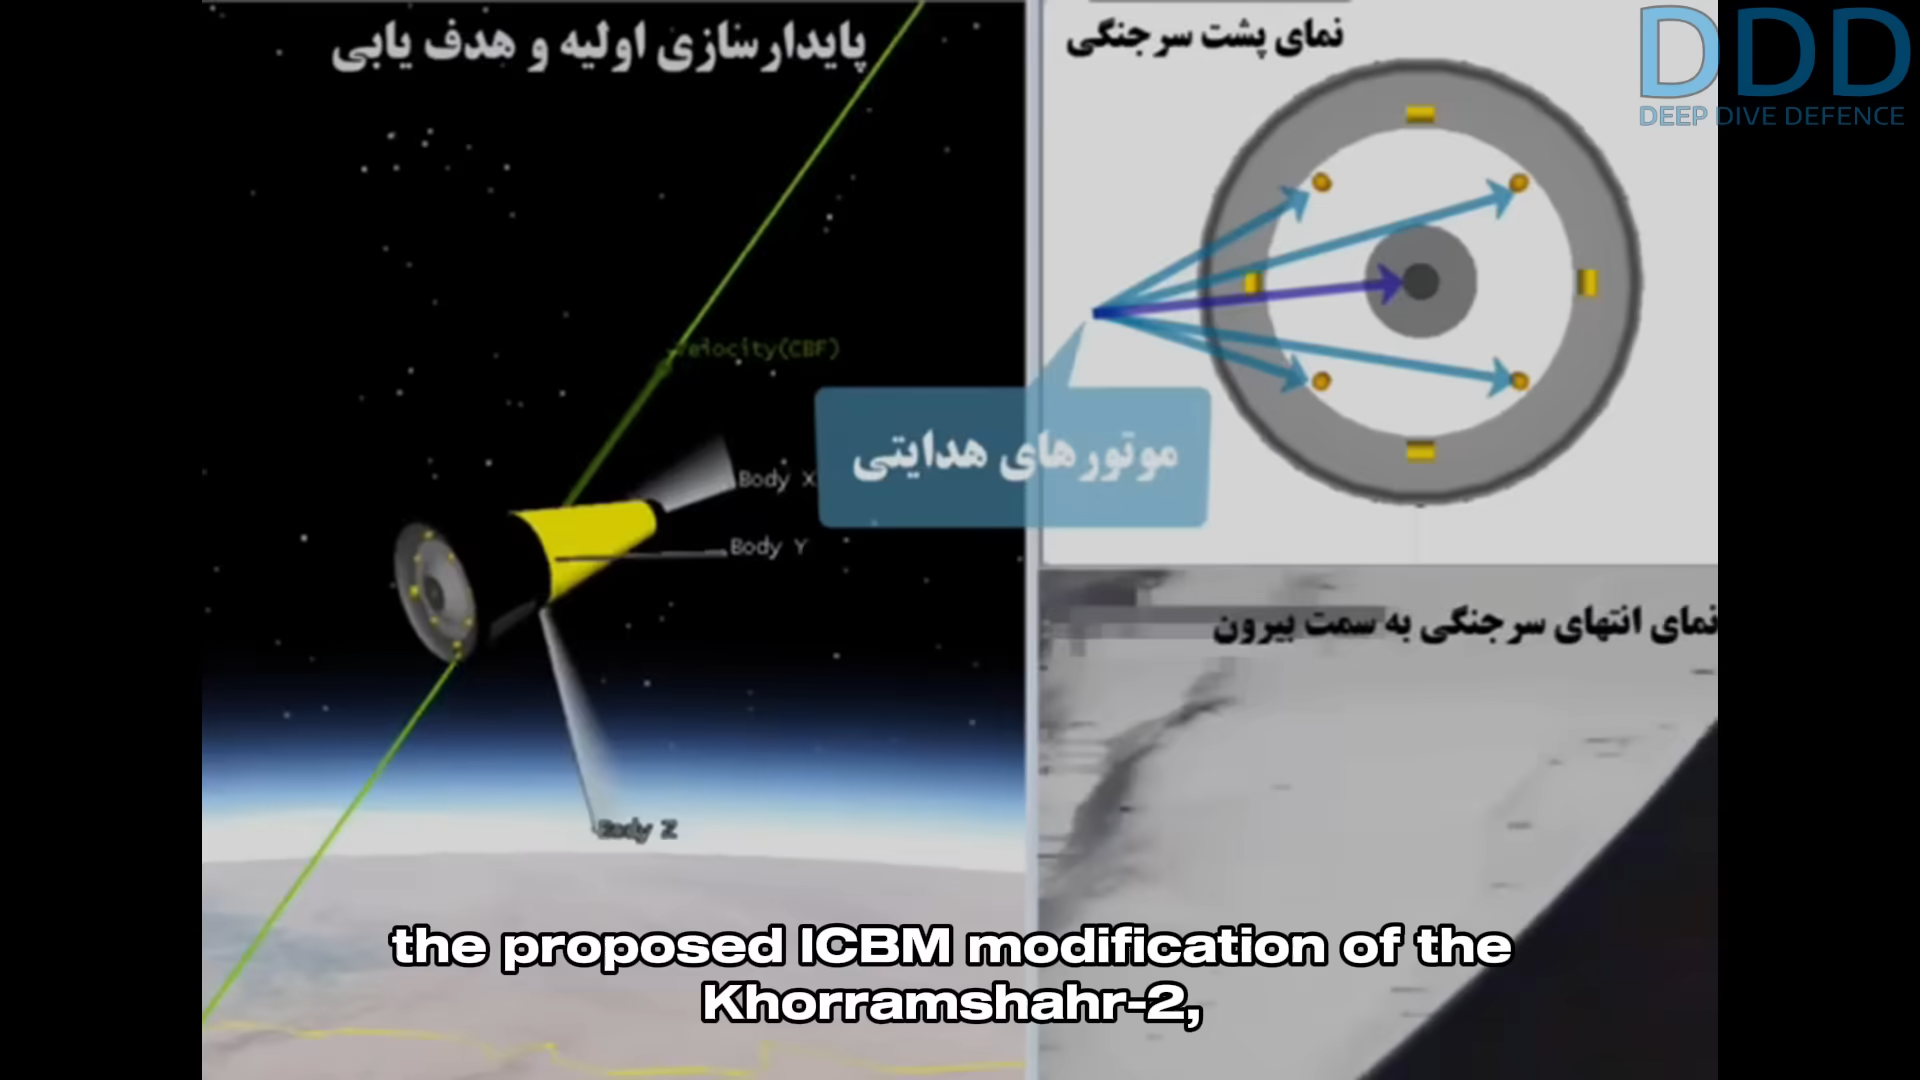 پایدارسازی اولیه و هدف یابی
نمای پشت سرجنگی
DDD
DEEP DIVE DEFENCE
Velocity(CBF)
موتورهای هدایتی
Body X
Body Y
نمای انتهای سرجنگی به سمت بیرون
Body Z
the proposed ICBM modification of the
Khorramshahr-2,